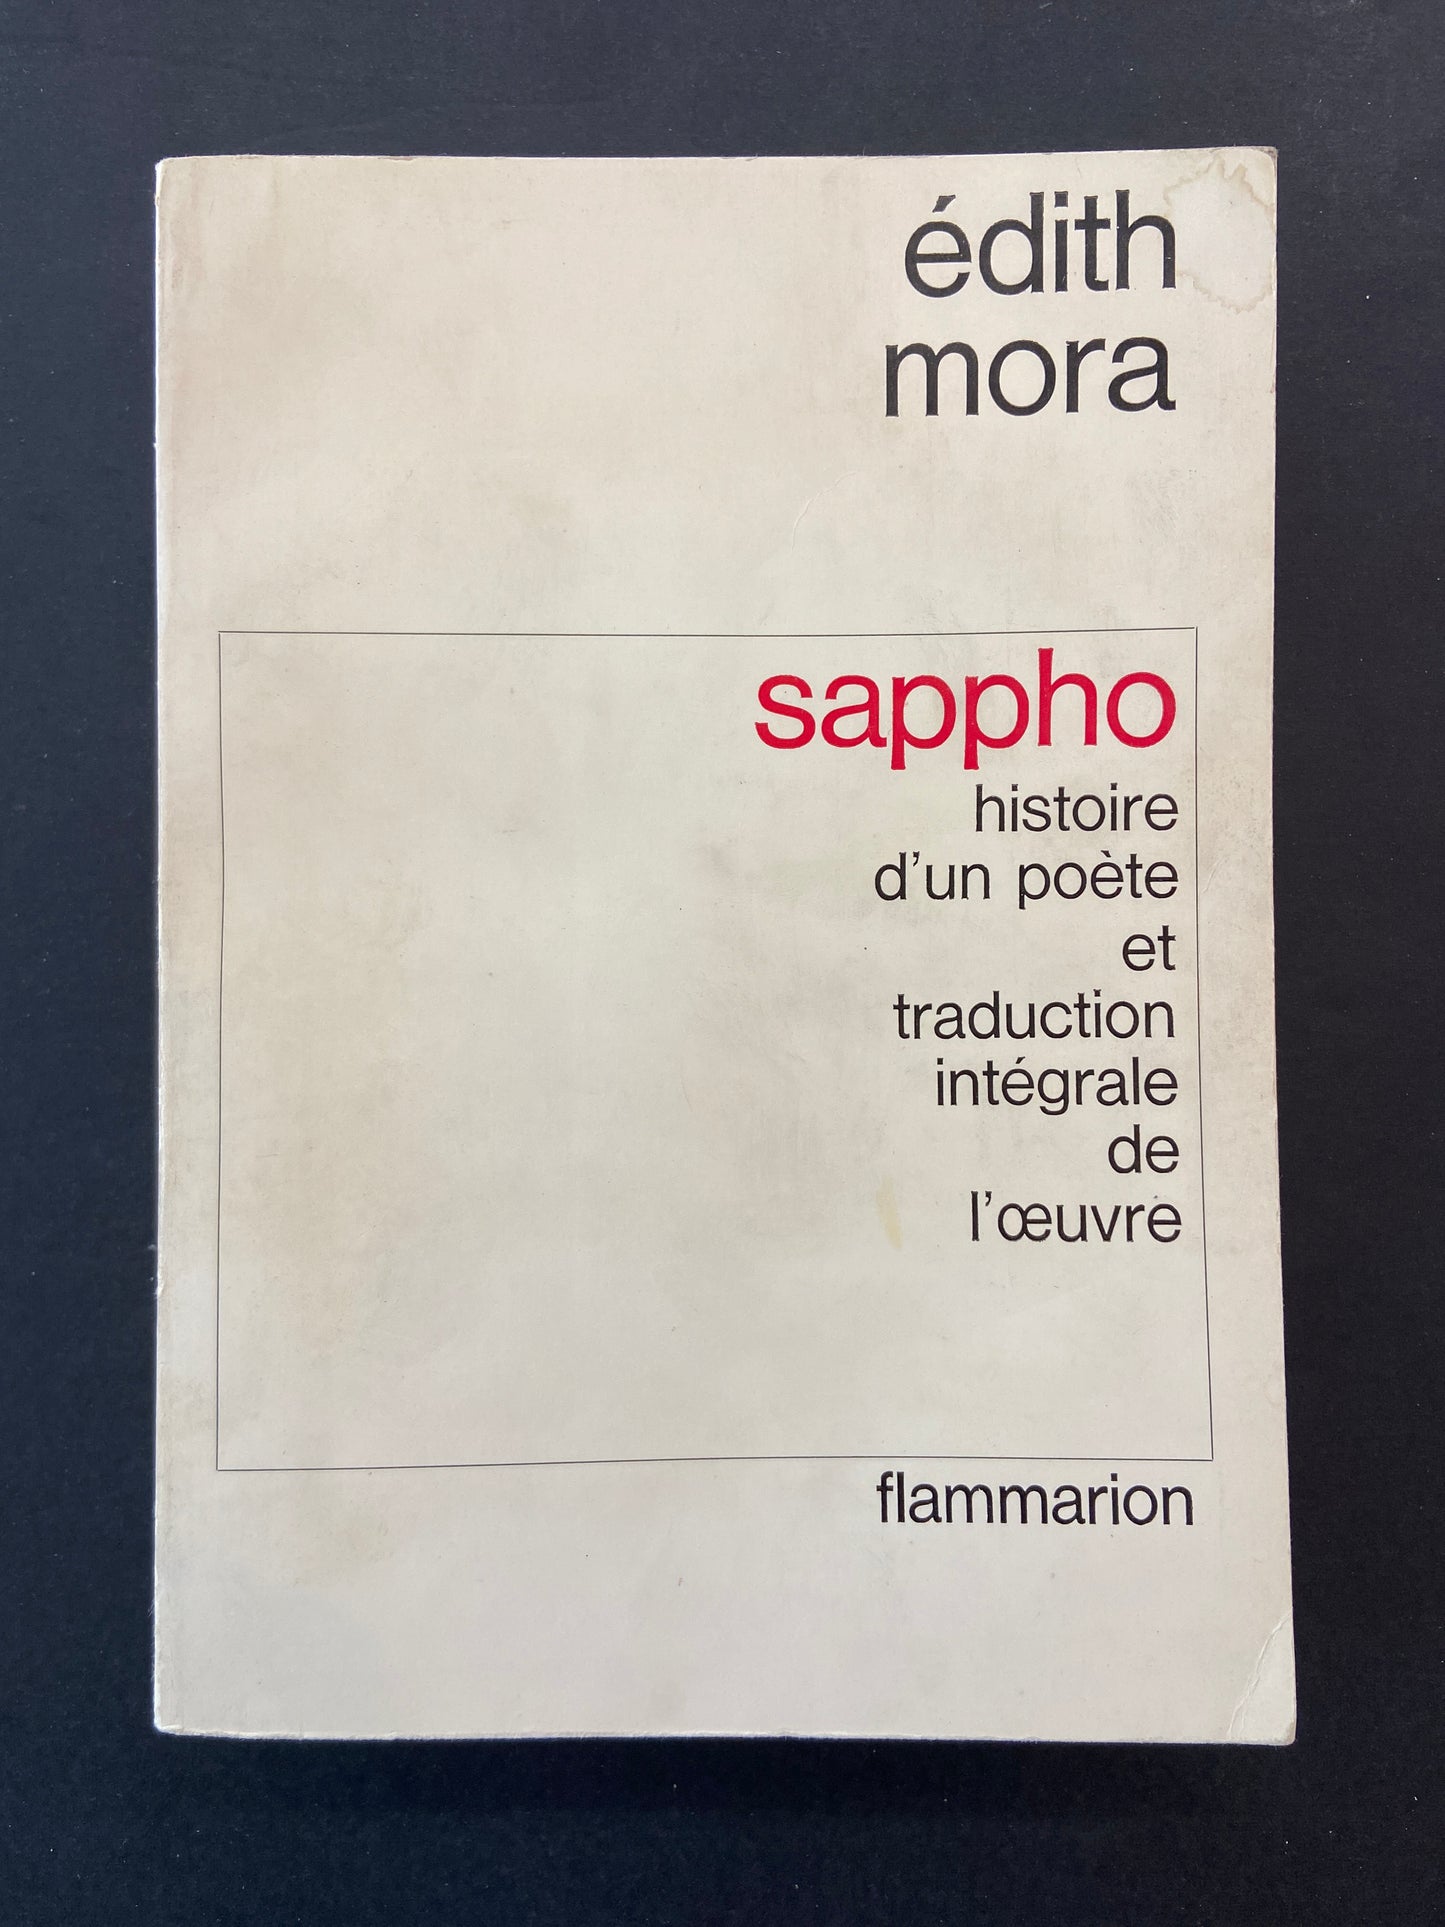 édith
mora
sappho
histoire
d'un poète
et
traduction
intégrale
de
l'œuvre
flammarion